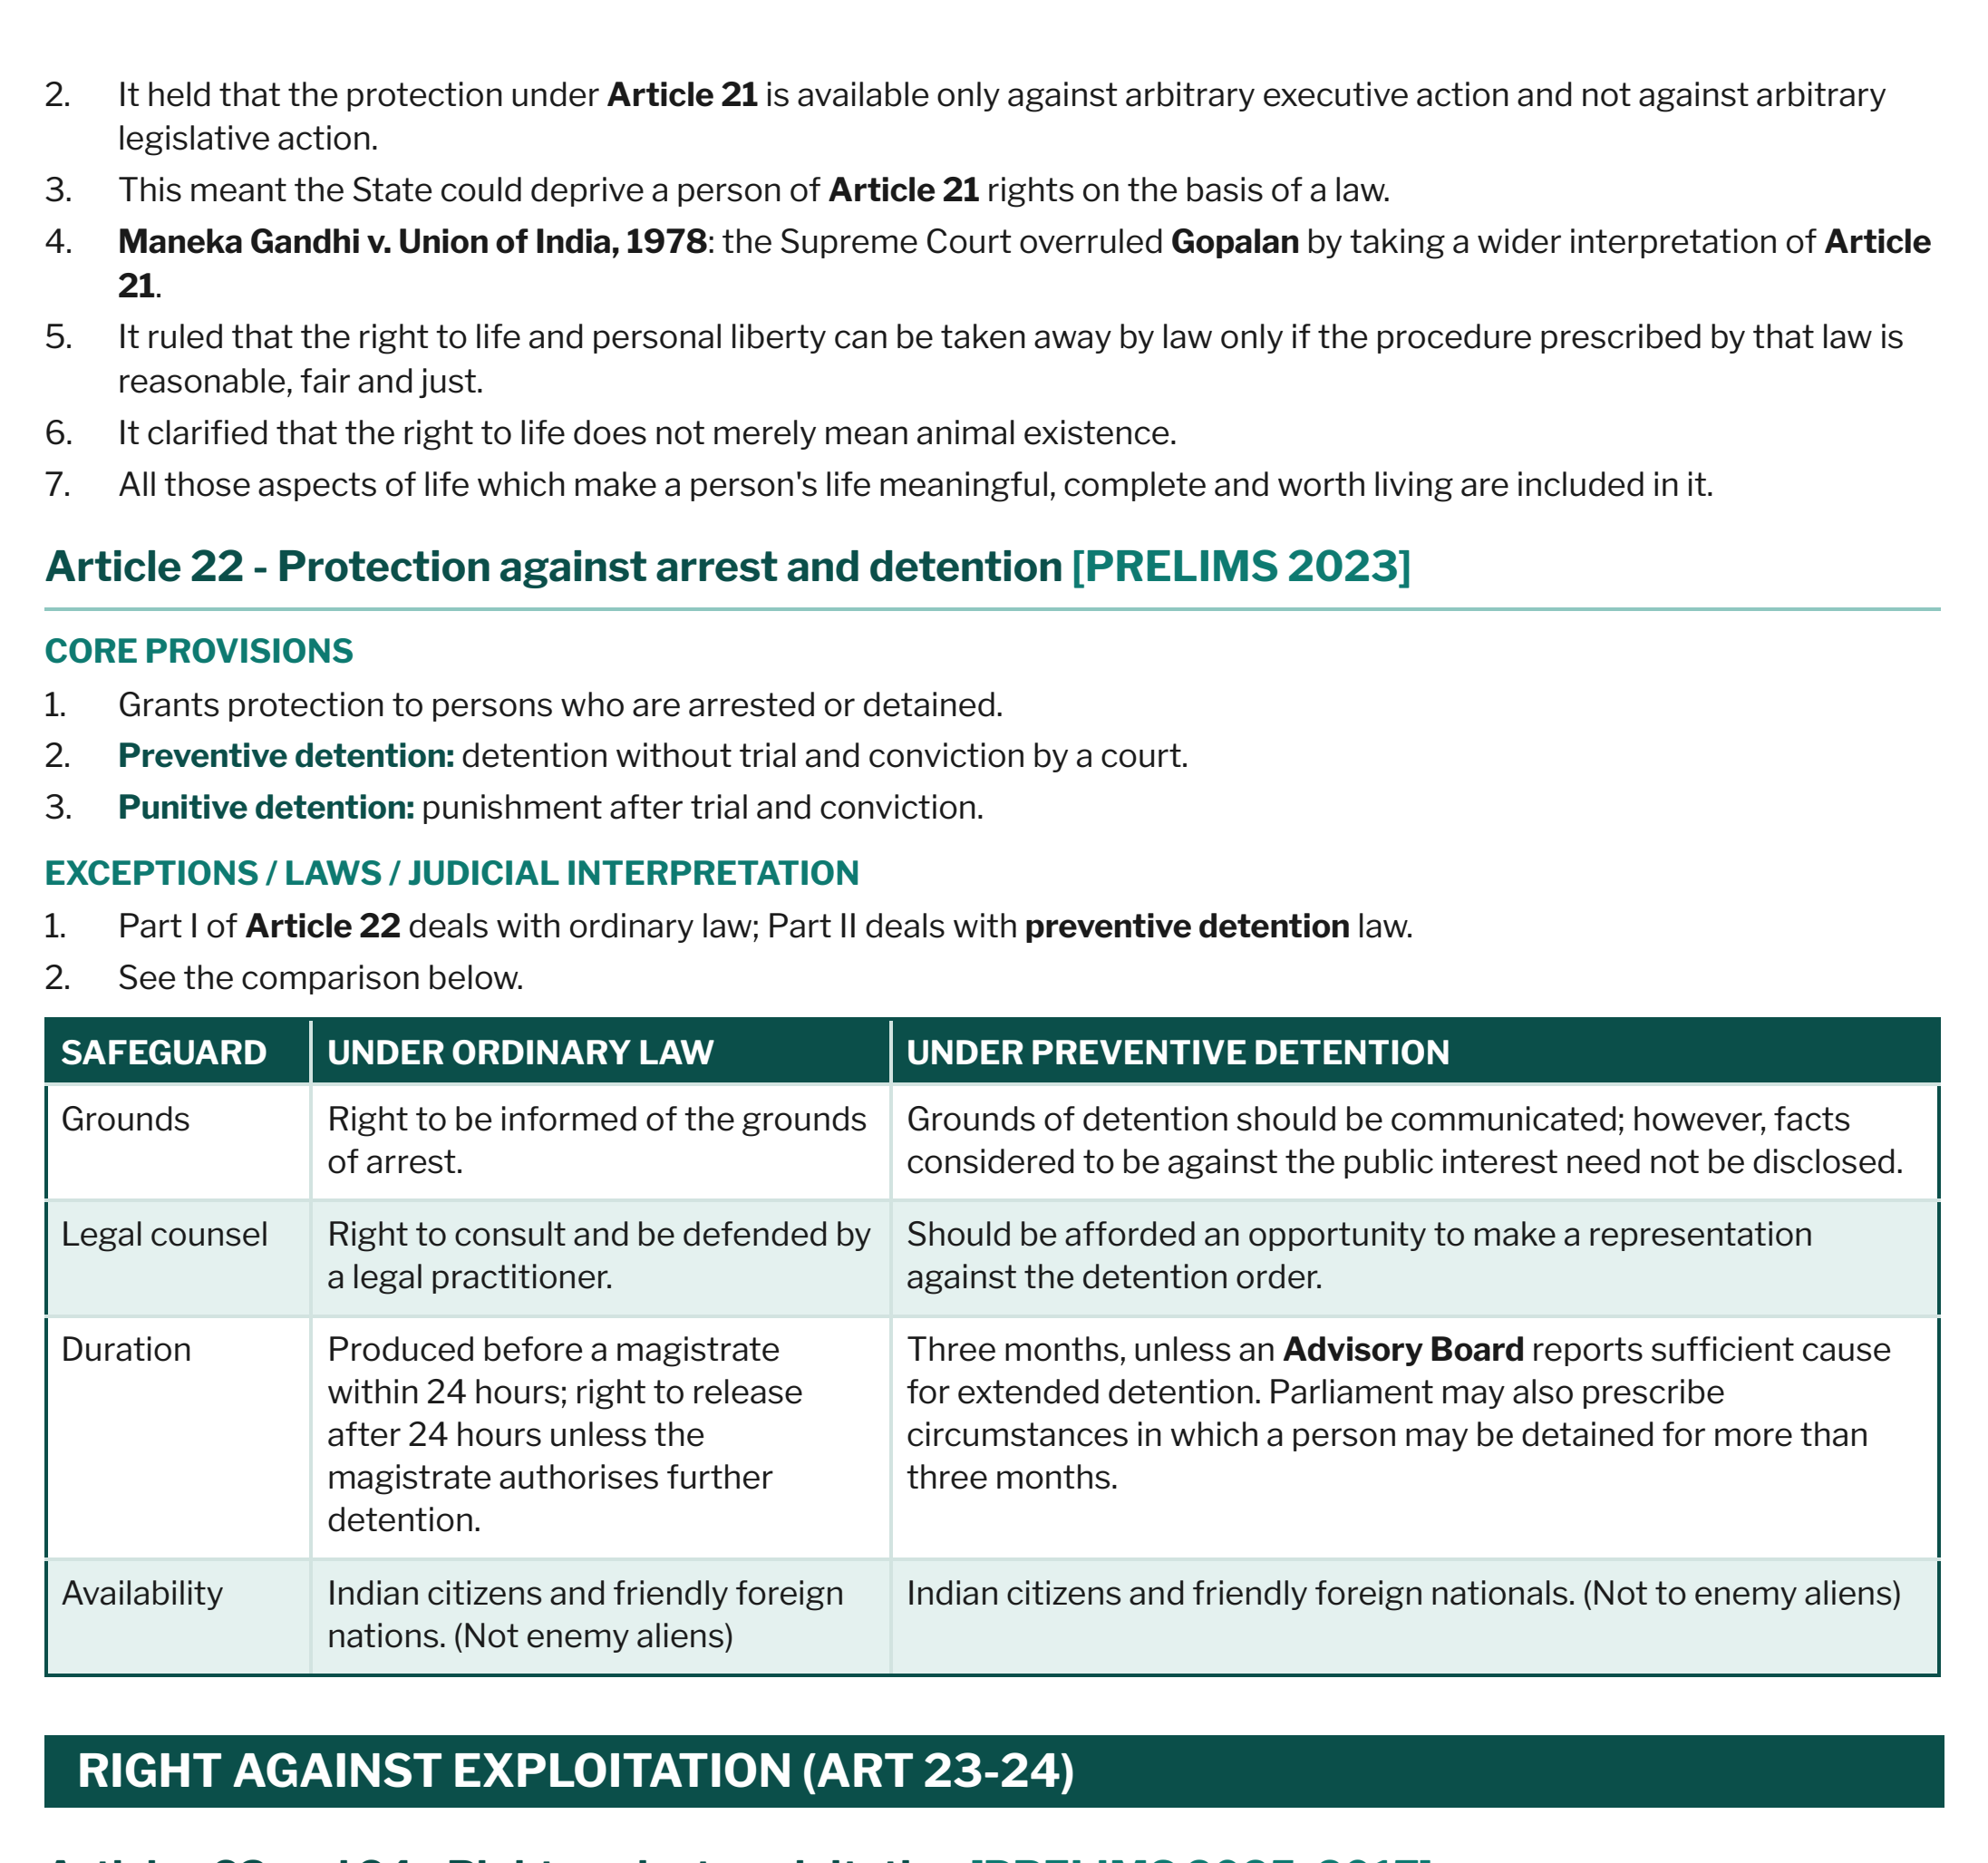 2. It held that the protection under Article 21 is available only against arbitrary executive action and not against arbitrary
legislative action.
3. This meant the State could deprive a person of Article 21 rights on the basis of a law.
4. Maneka Gandhi v. Union of India, 1978: the Supreme Court overruled Gopalan by taking a wider interpretation of Article
21.
5. It ruled that the right to life and personal liberty can be taken away by law only if the procedure prescribed by that law is
reasonable, fair and just.
6. It clarified that the right to life does not merely mean animal existence.
7. All those aspects of life which make a person's life meaningful, complete and worth living are included in it.
Article 22 - Protection against arrest and detention [PRELIMS 2023]
CORE PROVISIONS
1. Grants protection to persons who are arrested or detained.
2. Preventive detention: detention without trial and conviction by a court.
3. Punitive detention: punishment after trial and conviction.
EXCEPTIONS / LAWS / JUDICIAL INTERPRETATION
1. Part I of Article 22 deals with ordinary law; Part II deals with preventive detention law.
2. See the comparison below.
SAFEGUARD UNDER ORDINARY LAW UNDER PREVENTIVE DETENTION
Grounds
Right to be informed of the grounds
of arrest.
Grounds of detention should be communicated; however, facts
considered to be against the public interest need not be disclosed.
Legal counsel
Right to consult and be defended by
a legal practitioner.
Should be afforded an opportunity to make a representation
against the detention order.
Duration
Produced before a magistrate
within 24 hours; right to release
after 24 hours unless the
magistrate authorises further
detention.
Three months, unless an Advisory Board reports sufficient cause
for extended detention. Parliament may also prescribe
circumstances in which a person may be detained for more than
three months.
Availability
Indian citizens and friendly foreign
nations. (Not enemy aliens)
Indian citizens and friendly foreign nationals. (Not to enemy aliens)
RIGHT AGAINST EXPLOITATION (ART 23-24)